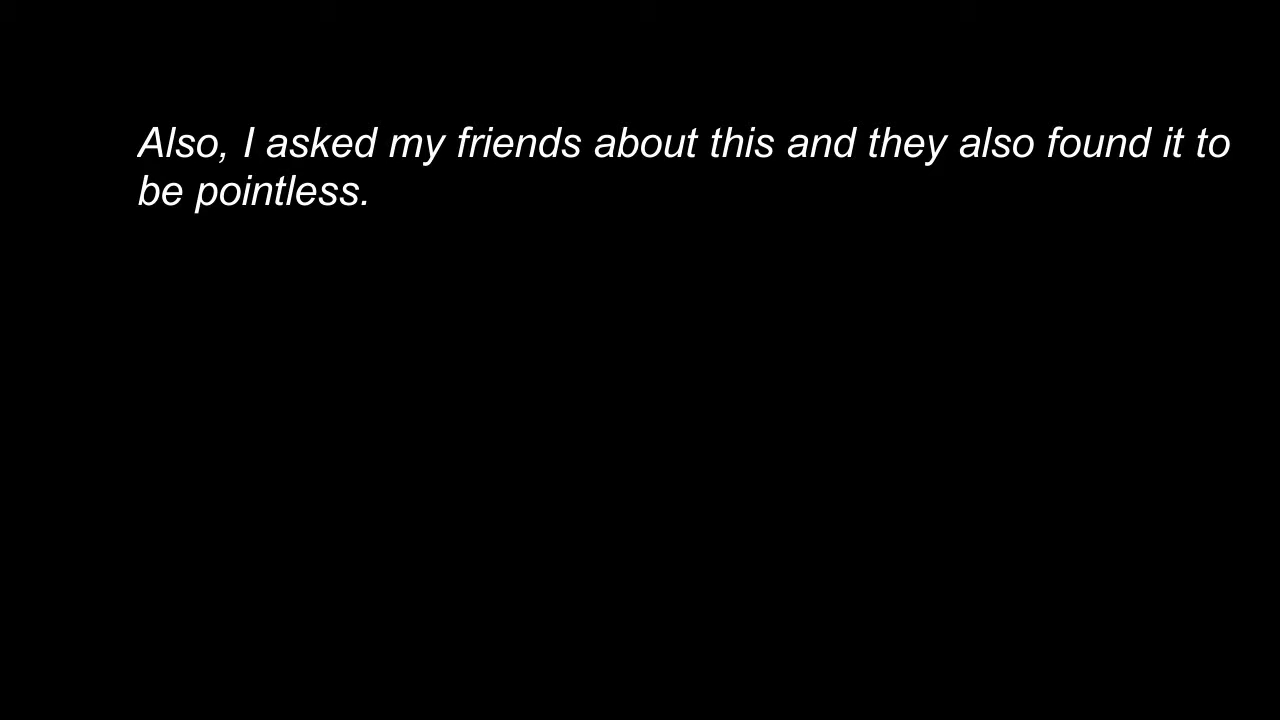 Also, I asked my friends about this and they also found it to
be pointless.